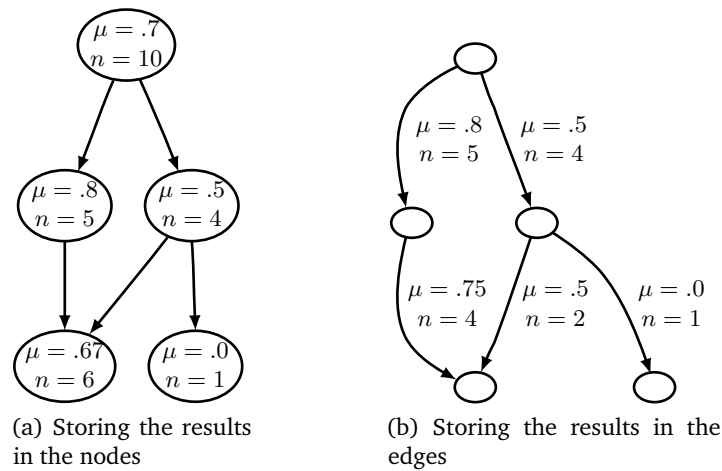 μ = .7
n = 10
μ = .8
n = 5
μ = .5
n = 4
μ = .67
n = 6
μ = .0
n = 1
(a) Storing the results
in the nodes
μ = .8
n = 5
μ = .5
n = 4
μ = .75
n = 4
μ = .5
n = 2
μ = .0
n = 1
(b) Storing the results in the
edges